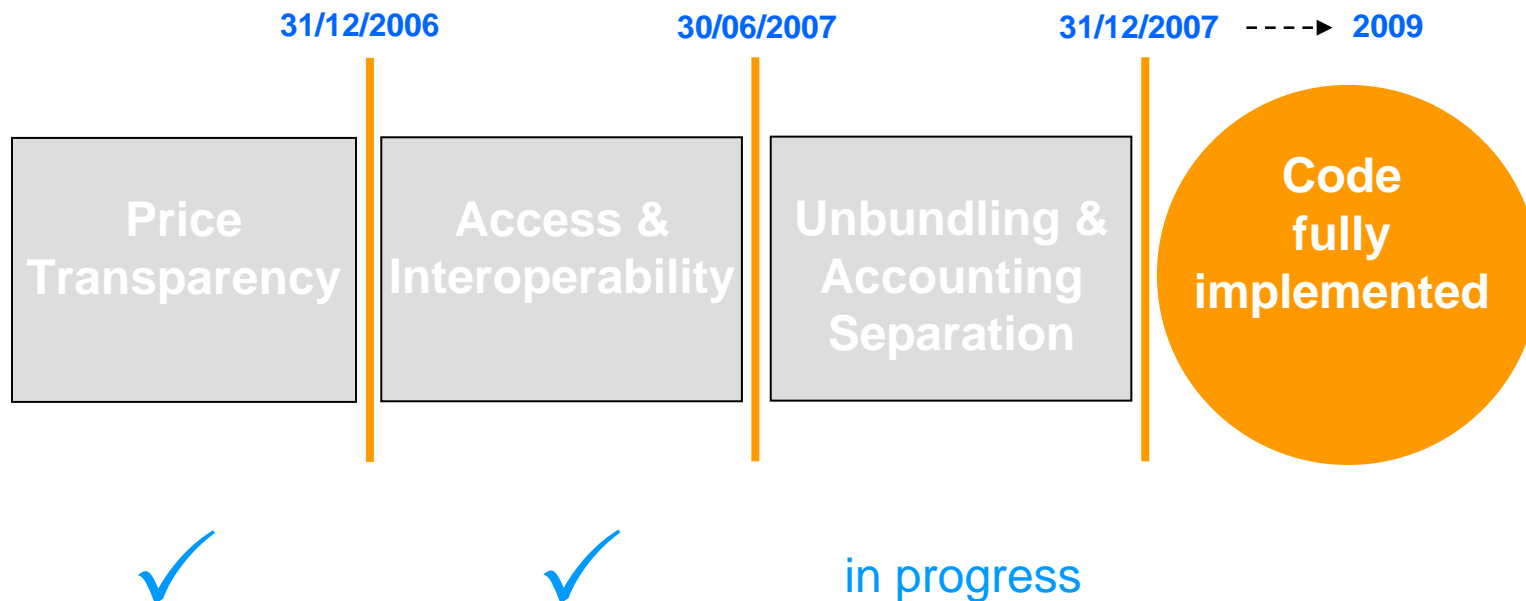 31/12/2006 30/06/2007 31/12/2007 2009
Price
Transparency
Access &
Interoperability
Unbundling &
Accounting
Separation
Code
fully
implemented
in progress